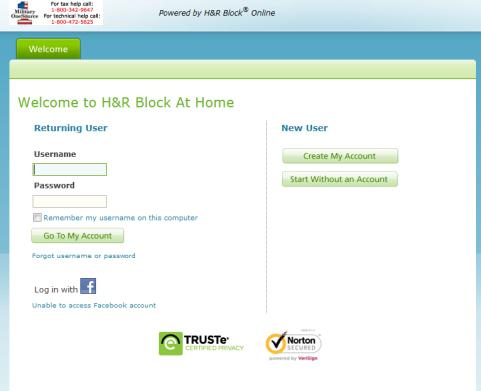 For tax help call:
1-800-342-9647
Military
OneSource
For technical help call:
1-800-472-5625
Powered by H&R Block® Online
Welcome
Welcome to H&R Block At Home
Returning User
New User
Username
Create My Account
Start Without an Account
Password
Remember my username on this computer
Go To My Account
Forgot username or password
Log in with f
Unable to access Facebook account
TRUSTe
CERTIFIED PRIVACY
Norton
SECURED
powered by VeriSign